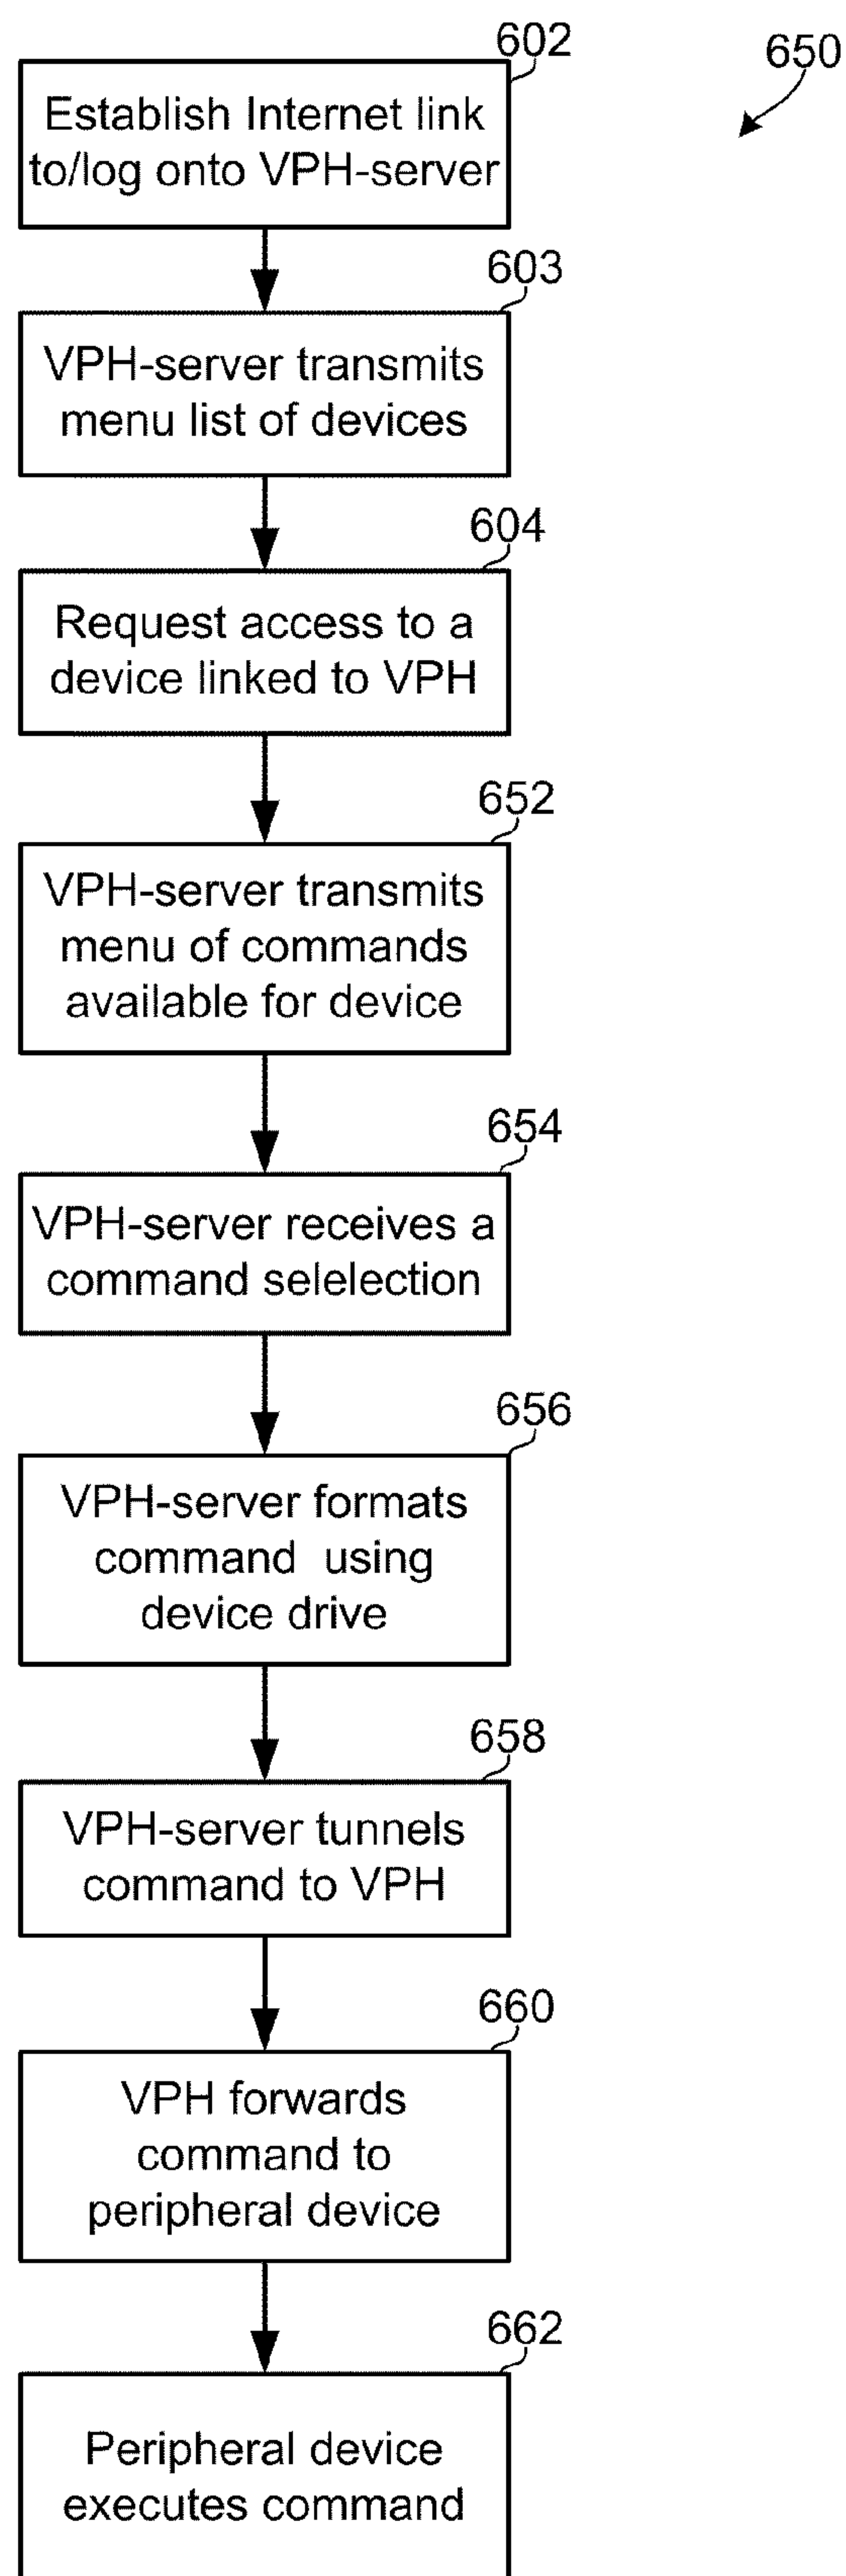 602
650
Establish Internet link
to/log onto VPH-server
603
VPH-server transmits
menu list of devices
604
Request access to a
device linked to VPH
652
VPH-server transmits
menu of commands
available for device
654
VPH-server receives a
command selelection
656
VPH-server formats
command using
device drive
658
VPH-server tunnels
command to VPH
660
VPH forwards
command to
peripheral device
662
Peripheral device
executes command